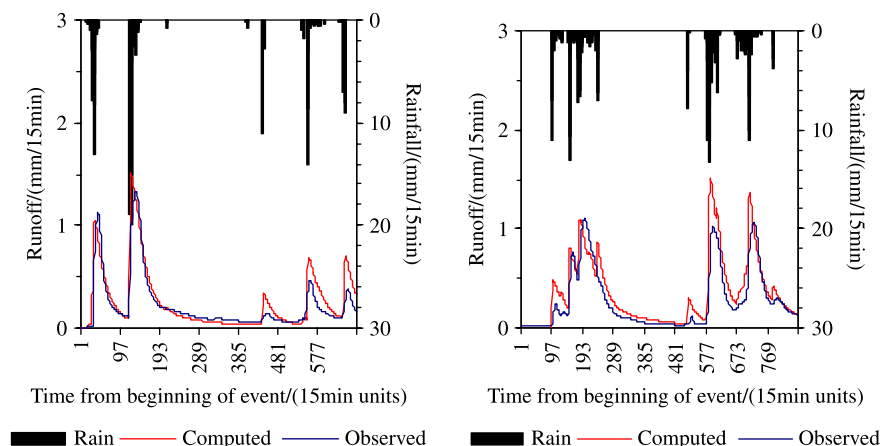 3
2
1
0
Runoff/(mm/15min)
0
10
20
30
Rainfall/(mm/15min)
1
97
193
289
385
481
577
Time from beginning of event/(15min units)
Rain
Computed
Observed
3
2
1
0
Runoff/(mm/15min)
0
10
20
30
Rainfall/(mm/15min)
1
97
193
289
385
481
577
673
769
Time from beginning of event/(15min units)
Rain
Computed
Observed